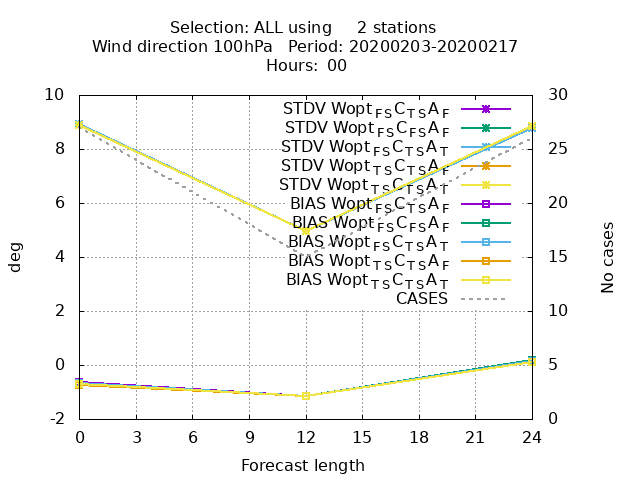 Selection: ALL using 2 stations
Wind direction 100hPa Period: 20200203-20200217
Hours: 00
10 30
STDV Wopt FS C TS A F
STDV Wopt FS C FS A F
8 STDV Wopt FS C TS A T 25
STDV Wopt TS C TS A F
STDV Wopt TS C TS A T
6 BIAS Wopt FS C TS A F 20
BIAS Wopt FS C FS A F
BIAS Wopt FS C TS A T
4 BIAS Wopt TS C TS A F 15
BIAS Wopt TS C TS A T
CASES
2 10
0 5
-2 0
deg
No cases
0 3 6 9 12 15 18 21 24
Forecast length